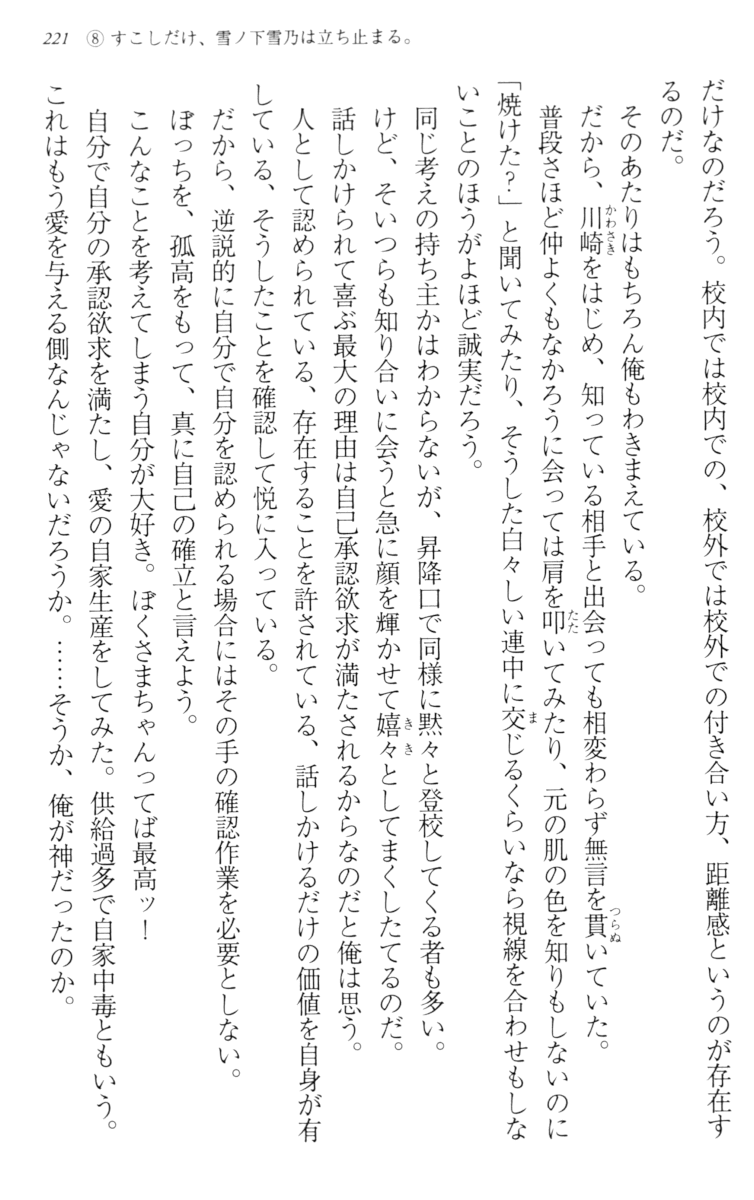 221　⑧ すこしだけ、雪ノ下雪乃は立ち止まる。
だけなのだろう。校内では校内での、校外では校外での付き合い方、距離感というのが存在す
るのだ。
そのあたりはもちろん俺もわきまえている。
だから、川崎をはじめ、知っている相手と出会っても相変わらず無言を貫いていた。
普段さほど仲よくもなかろうに会っては肩を叩いてみたり、元の肌の色を知りもしないのに
「焼けた？」と聞いてみたり、そうした白々しい連中に交じるくらいなら視線を合わせもしな
いことのほうがよほど誠実だろう。
同じ考えの持ち主かはわからないが、昇降口で同様に黙々と登校してくる者も多い。
けど、そいつらも知り合いに会うと急に顔を輝かせて嬉々としてまくしたてるのだ。
話しかけられて喜ぶ最大の理由は自己承認欲求が満たされるからなのだと俺は思う。
人として認められている、存在することを許されている、話しかけるだけの価値を自身が有
している、そうしたことを確認して悦に入っている。
だから、逆説的に自分で自分を認められる場合にはその手の確認作業を必要としない。
ぼっちを、孤高をもって、真に自己の確立と言えよう。
こんなことを考えてしまう自分が大好き。ぼくさまちゃんってば最高ッ！
自分で自分の承認欲求を満たし、愛の自家生産をしてみた。供給過多で自家中毒ともいう。
これはもう愛を与える側なんじゃないだろうか。……そうか、俺が神だったのか。